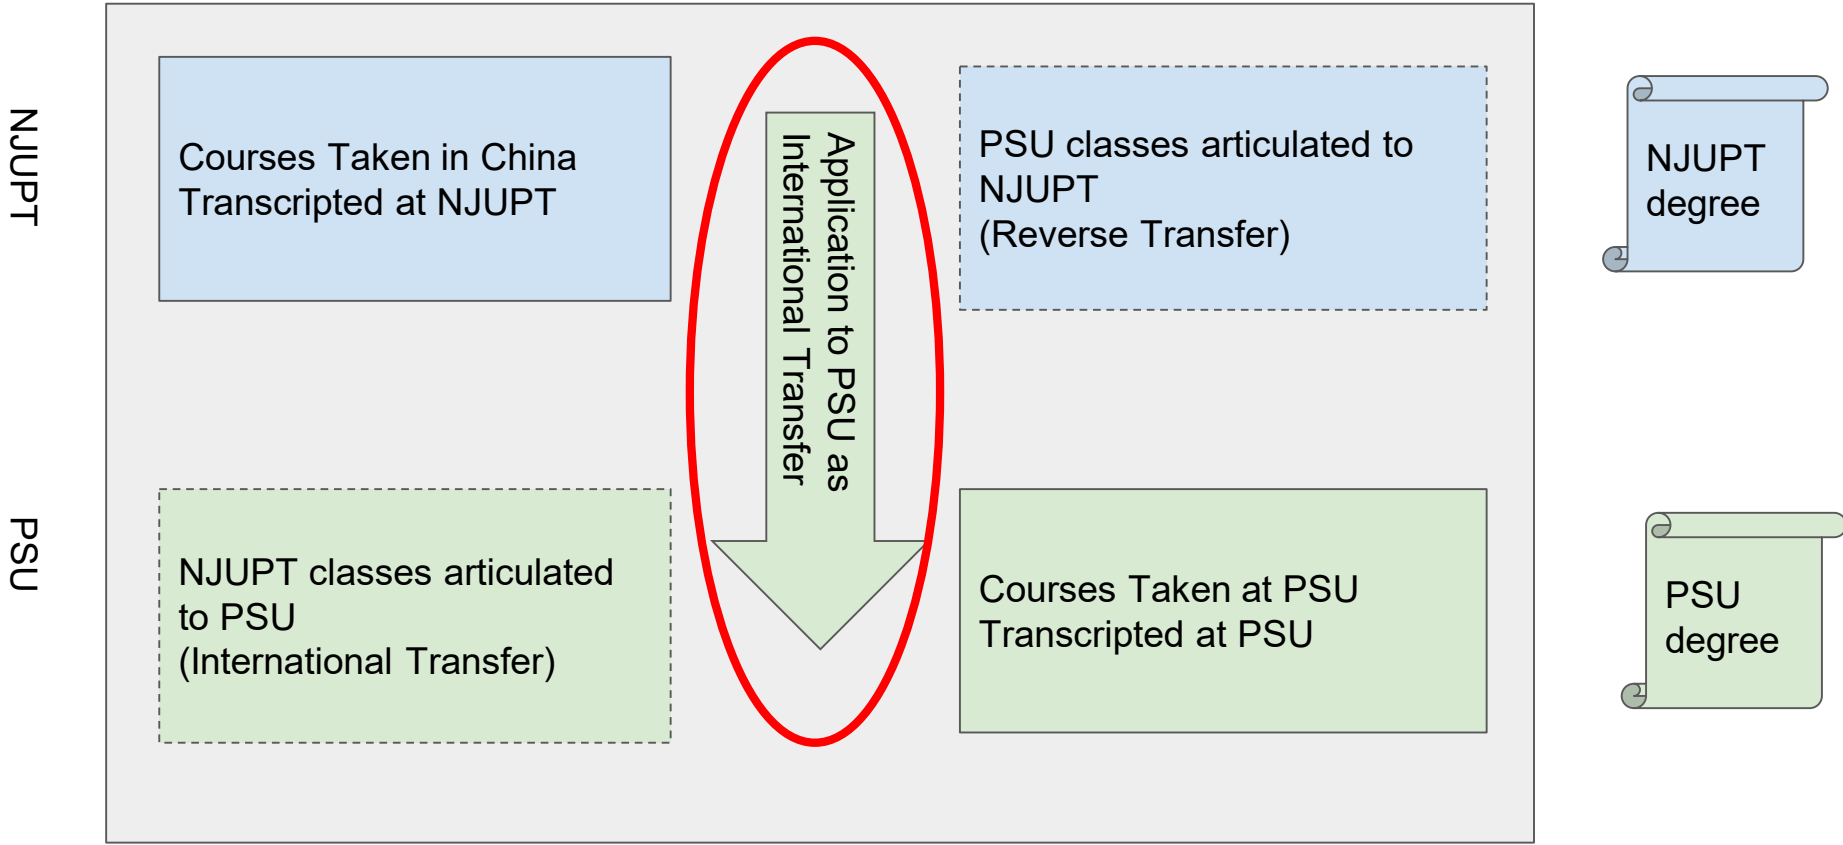 NJUPT
Courses Taken in China
Transcripted at NJUPT
Application to PSU as
International Transfer
PSU classes articulated to
NJUPT
(Reverse Transfer)
NJUPT
degree
PSU
NJUPT classes articulated
to PSU
(International Transfer)
Courses Taken at PSU
Transcripted at PSU
PSU
degree